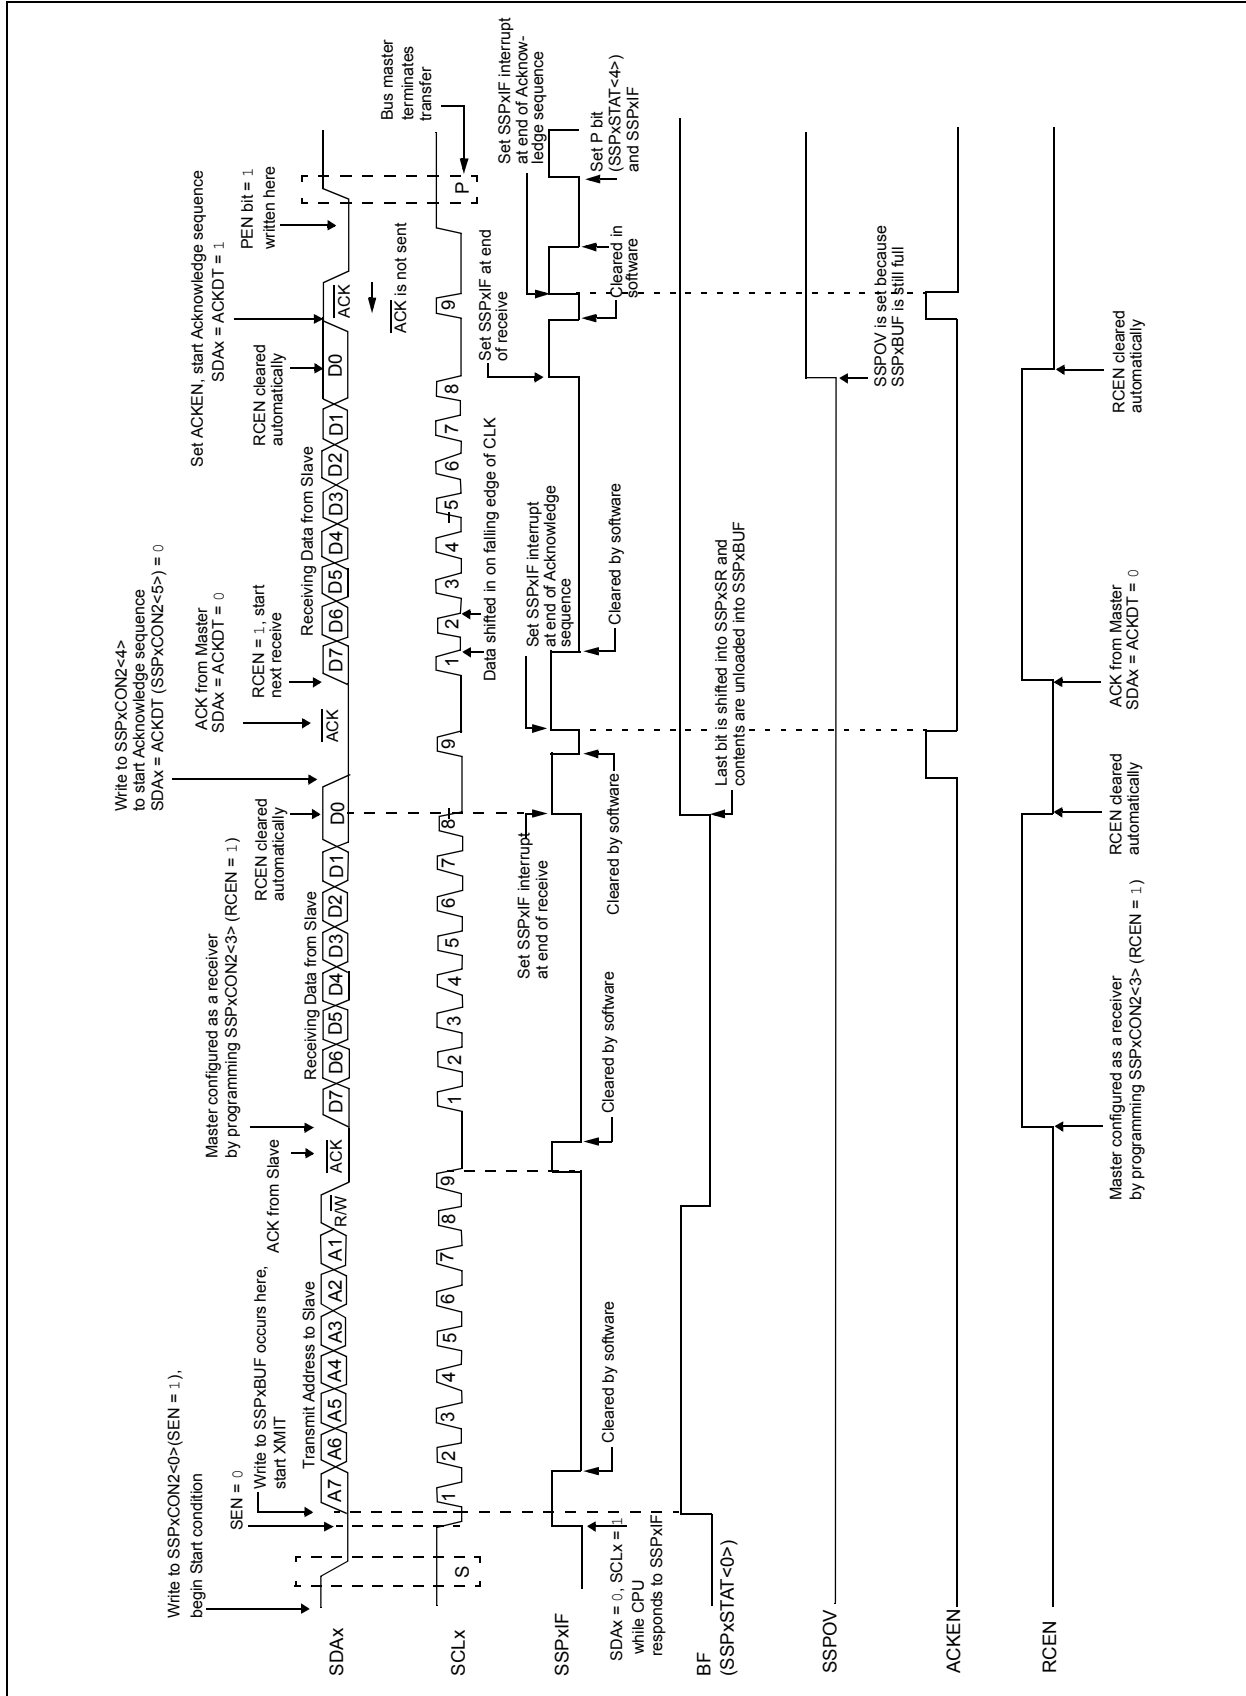 Write to SSPxCON2<0>(SEN = 1),
begin Start condition
SEN = 0
Write to SSPxBUF occurs here,
start XMIT
ACK from Slave
Master configured as a receiver
by programming SSPxCON2<3> (RCEN = 1)
RCEN cleared
automatically
Write to SSPxCON2<4>
to start Acknowledge sequence
SDAx = ACKDT (SSPxCON2<5>) = 0
ACK from Master
SDAx = ACKDT = 0
RCEN = 1, start
next receive
RCEN cleared
automatically
Set ACKEN, start Acknowledge sequence
SDAx = ACKDT = 1
PEN bit = 1
written here
Transmit Address to Slave
Receiving Data from Slave
Receiving Data from Slave
SDAx
A7 A6 A5 A4 A3 A2 A1 R/W ACK D7 D6 D5 D4 D3 D2 D1 D0 ACK D7 D6 D5 D4 D3 D2 D1 D0 ACK
ACK is not sent
Bus master
terminates
transfer
SCLx
S 1 2 3 4 5 6 7 8 9 1 2 3 4 5 6 7 8 9 1 2 3 4 5 6 7 8 9 P
Data shifted in on falling edge of CLK
Set SSPxIF interrupt
at end of receive
Set SSPxIF interrupt
at end of Acknowledge
sequence
Set SSPxIF at end
of receive
Set SSPxIF interrupt
at end of Acknow-
ledge sequence
SSPxIF
SDAx = 0, SCLx = 1
while CPU
responds to SSPxIF
Cleared by software
Cleared by software
Cleared by software
Cleared by software
Cleared in
software
Set P bit
(SSPxSTAT<4>)
and SSPxIF
BF
(SSPxSTAT<0>)
Last bit is shifted into SSPxSR and
contents are unloaded into SSPxBUF
SSPOV
SSPOV is set because
SSPxBUF is still full
ACKEN
RCEN
Master configured as a receiver
by programming SSPxCON2<3> (RCEN = 1)
RCEN cleared
automatically
ACK from Master
SDAx = ACKDT = 0
RCEN cleared
automatically